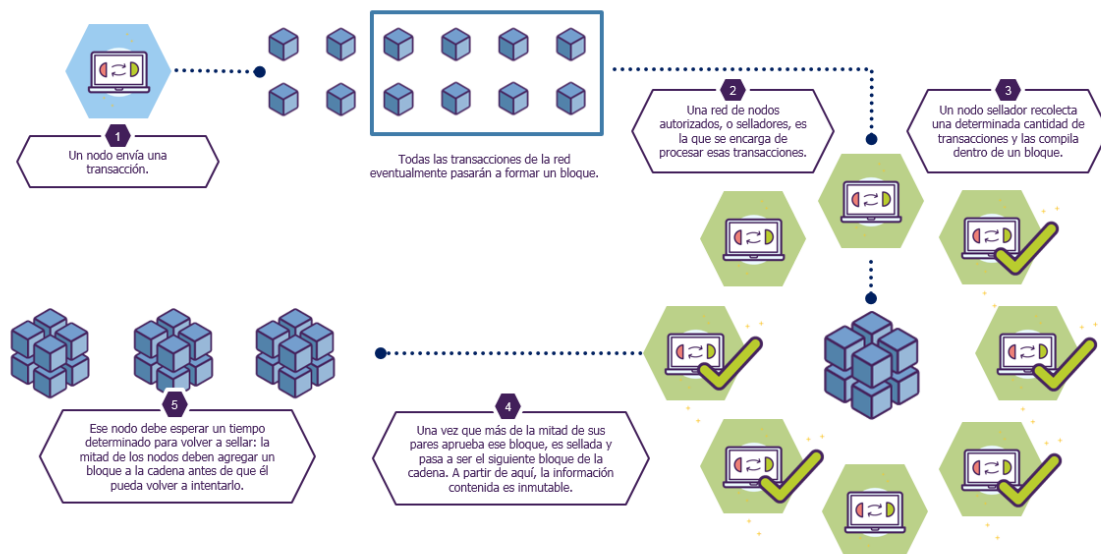 1
Un nodo envía una
transacción.
Todas las transacciones de la red
eventualmente pasarán a formar un bloque.
2
Una red de nodos
autorizados, o selladores, es
la que se encarga de
procesar esas transacciones.
3
Un nodo sellador recolecta
una determinada cantidad de
transacciones y las compila
dentro de un bloque.
4
Una vez que más de la mitad de sus
pares aprueba ese bloque, es sellada y
pasa a ser el siguiente bloque de la
cadena. A partir de aquí, la información
contenida es inmutable.
5
Ese nodo debe esperar un tiempo
determinado para volver a sellar: la
mitad de los nodos deben agregar un
bloque a la cadena antes de que él
pueda volver a intentarlo.